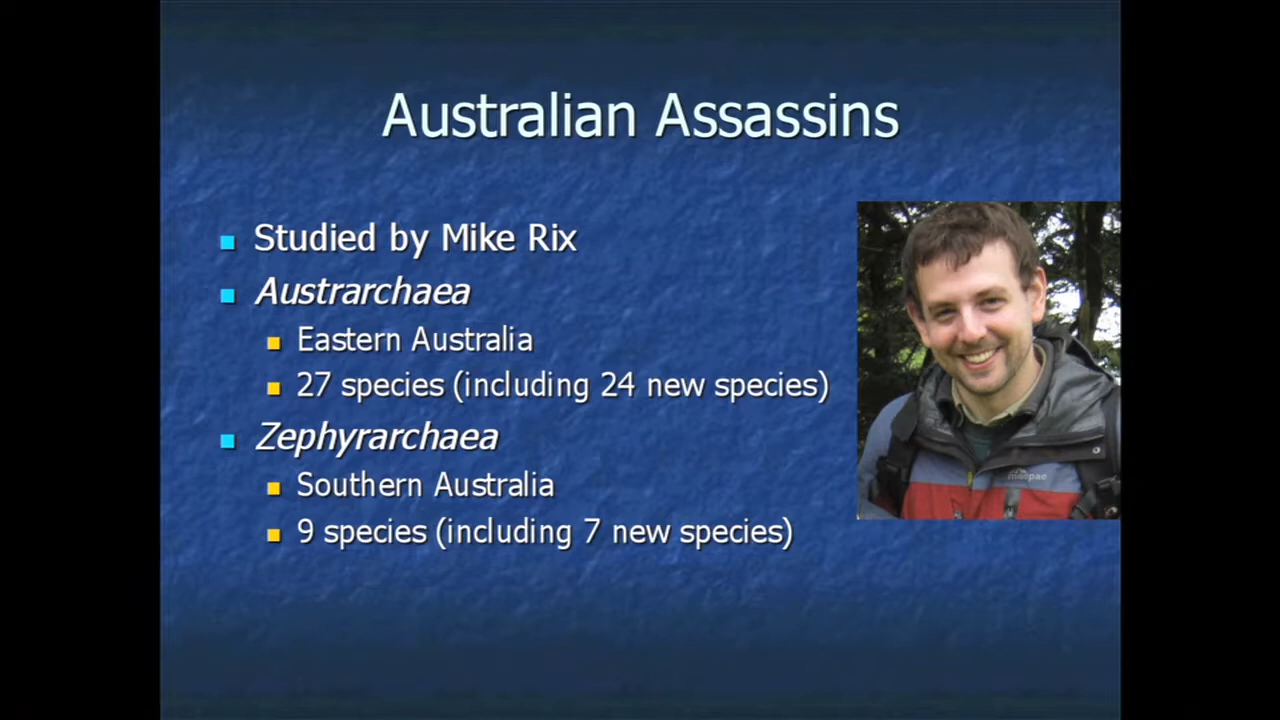 Australian Assassins
Studied by Mike Rix
Austrarchaea
Eastern Australia
27 species (including 24 new species)
Zephyrarchaea
Southern Australia
9 species (including 7 new species)